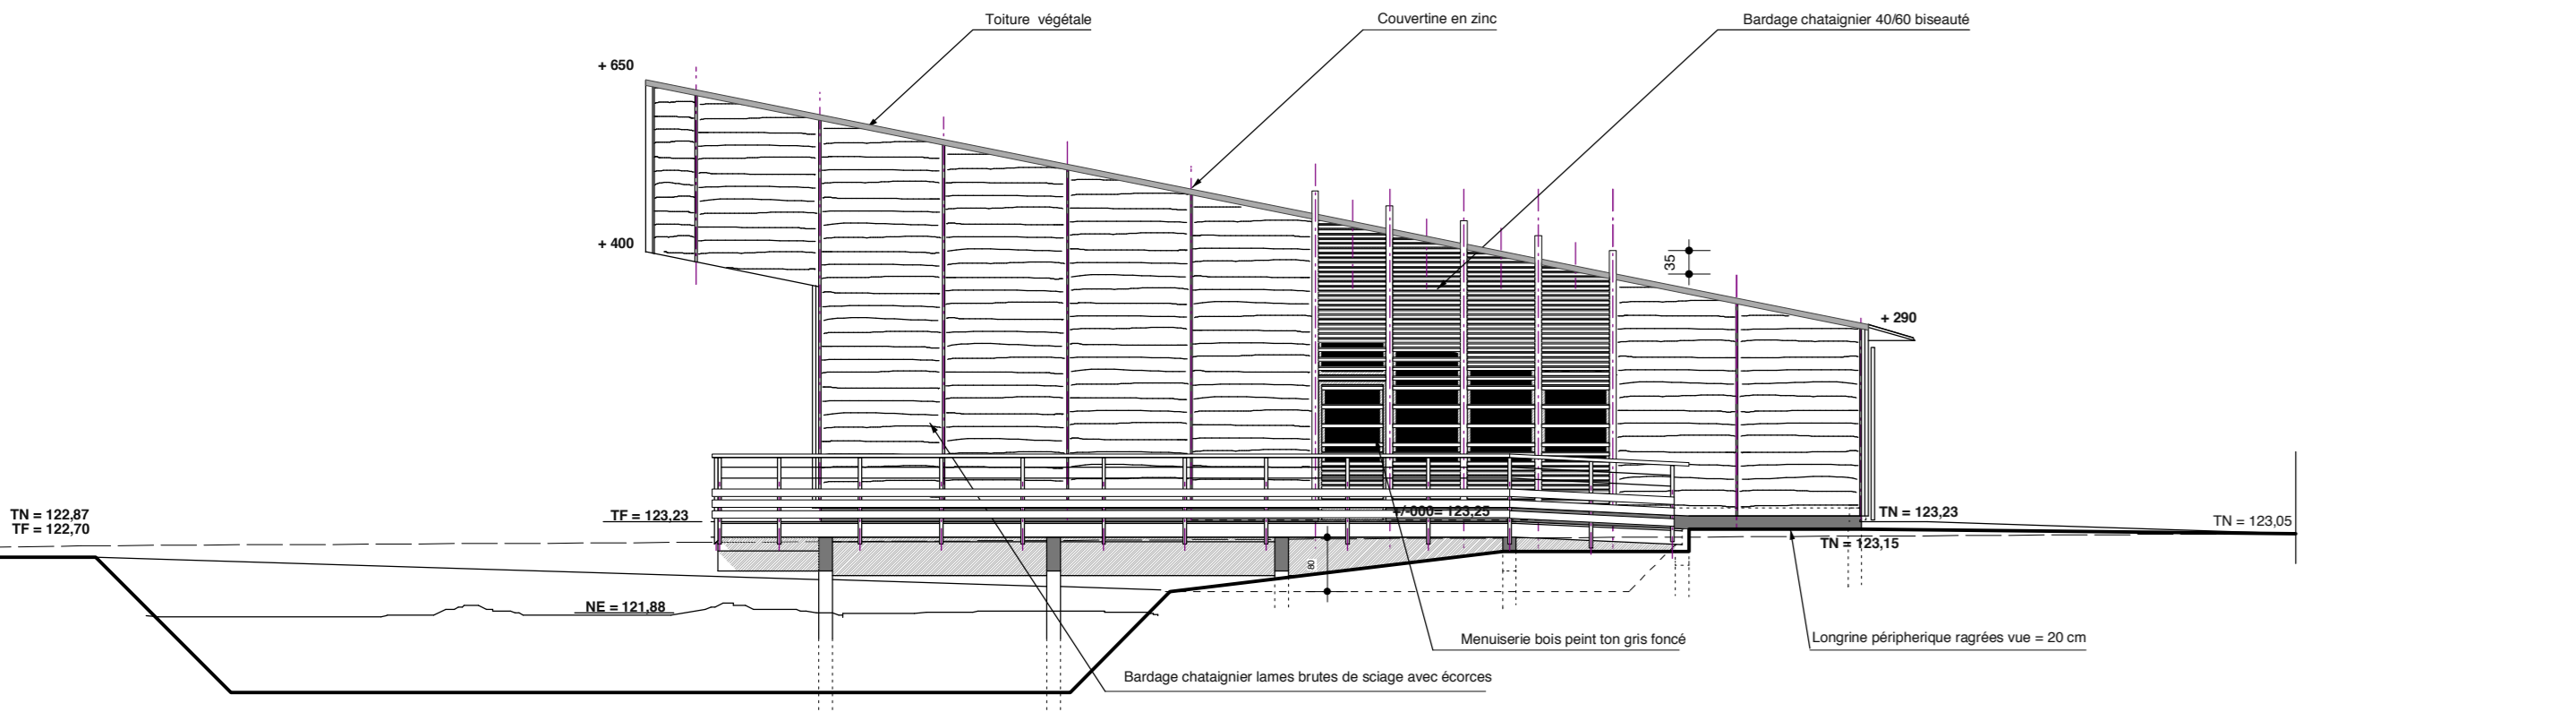 Toiture végétale
Couvertine en zinc
Bardage chataignier 40/60 biseauté
+ 650
+ 400
35
+ 290
TN = 122,87
TF = 122,70
TF = 123,23
+/-000= 123,25
TN = 123,23
TN = 123,05
TN = 123,15
80
NE = 121,88
Menuiserie bois peint ton gris foncé
Longrine péripherique ragrées vue = 20 cm
Bardage chataignier lames brutes de sciage avec écorces